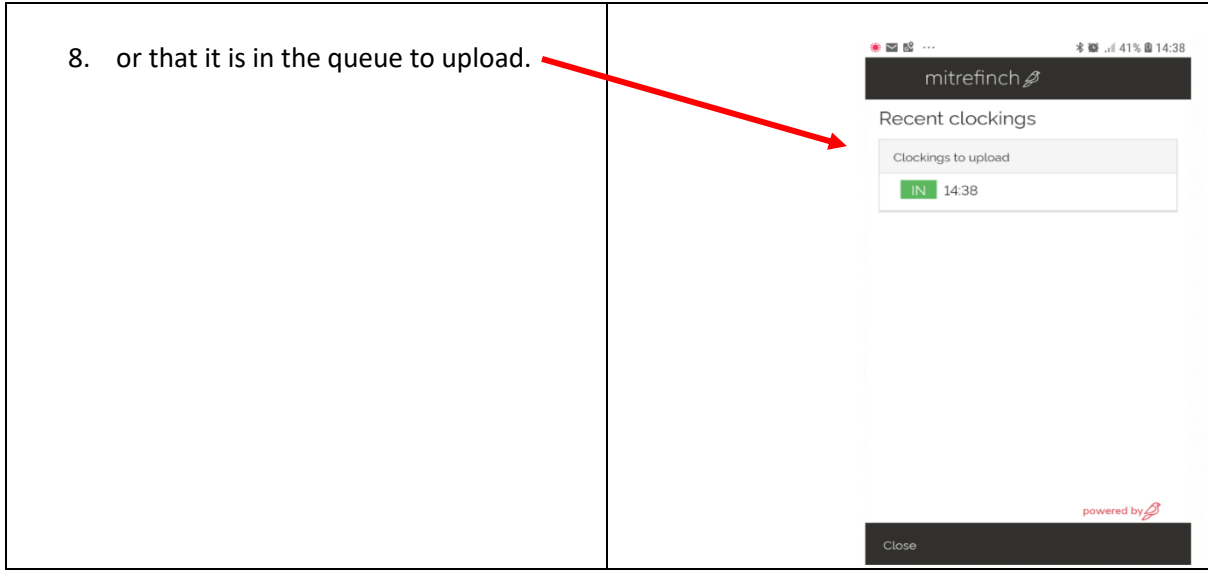 8. or that it is in the queue to upload.
... 41% 14:38
mitrefinch
Recent clockings
Clockings to upload
IN 14:38
powered by
Close